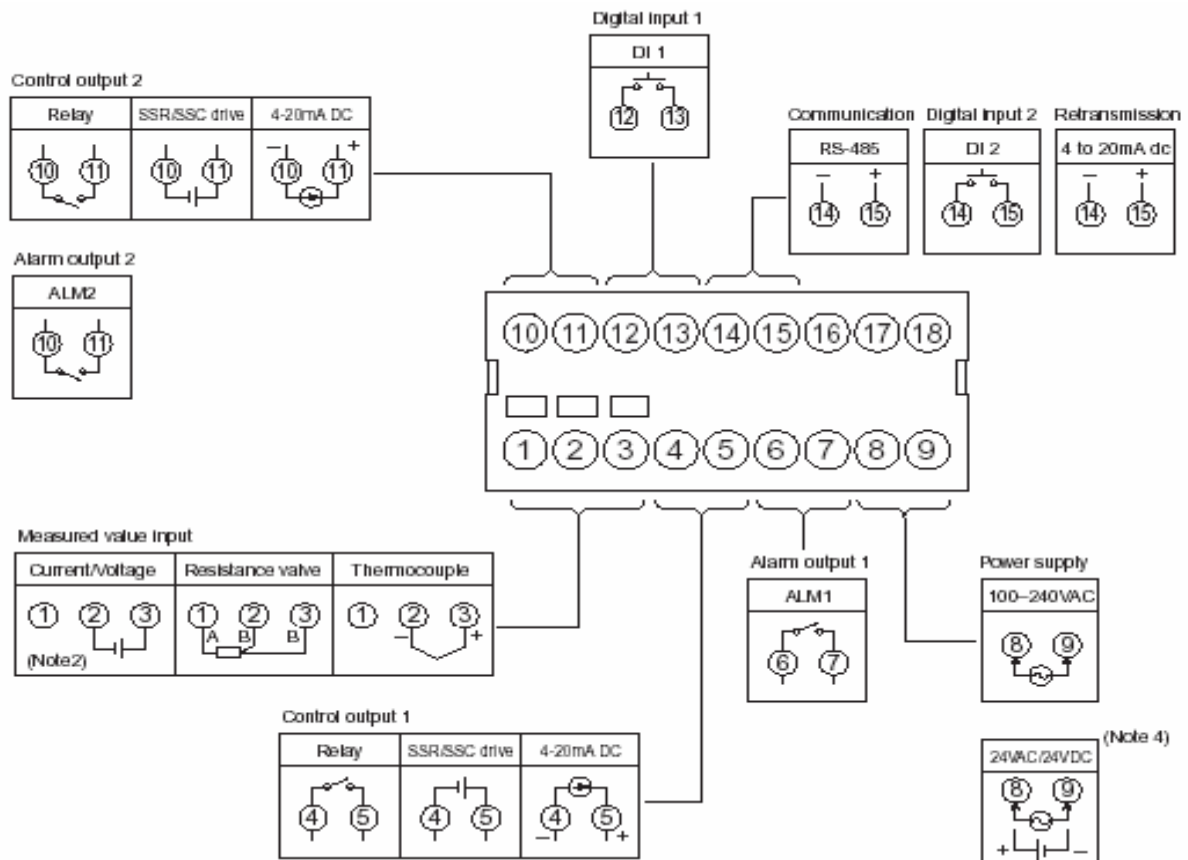 Digital input 1
DI 1
12 13
Control output 2
Relay SSR/SSC drive 4-20mA DC
− +
10 11 10 11 10 11
Communication Digital input 2 Retransmission
RS-485 DI 2 4 to 20mA dc
− + − +
14 15 14 15 14 15
Alarm output 2
ALM2
10 11
10 11 12 13 14 15 16 17 18
1 2 3 4 5 6 7 8 9
Measured value input
Current/Voltage Resistance valve Thermocouple
1 2 3 1 2 3 1 2 3
A B B − +
(Note2)
Alarm output 1
ALM1
6 7
Power supply
100–240VAC
8 9
Control output 1
Relay SSR/SSC drive 4-20mA DC
4 5 4 5 4 5
− +
(Note 4)
24VAC/24VDC
8 9
+ −